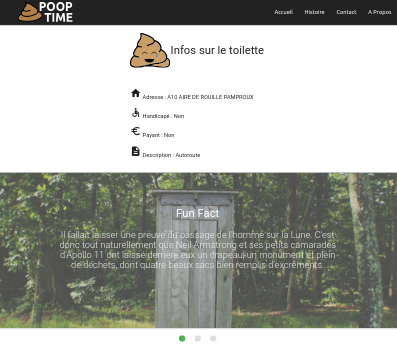 POOP
TIME
Accueil Histoire Contact A Propos
Infos sur le toilette
Adresse : A10 AIRE DE ROUILLE PAMPROUX
Handicapé : Non
Payant : Non
Description : Autoroute
Fun Fact
Il fallait laisser une preuve du passage de l'homme sur la Lune. C'est
donc tout naturellement que Neil Armstrong et ses petits camarades
d'Apollo 11 ont laissé derrière eux un drapeau, un monument et plein
de déchets, dont quatre beaux sacs bien remplis d'excréments.